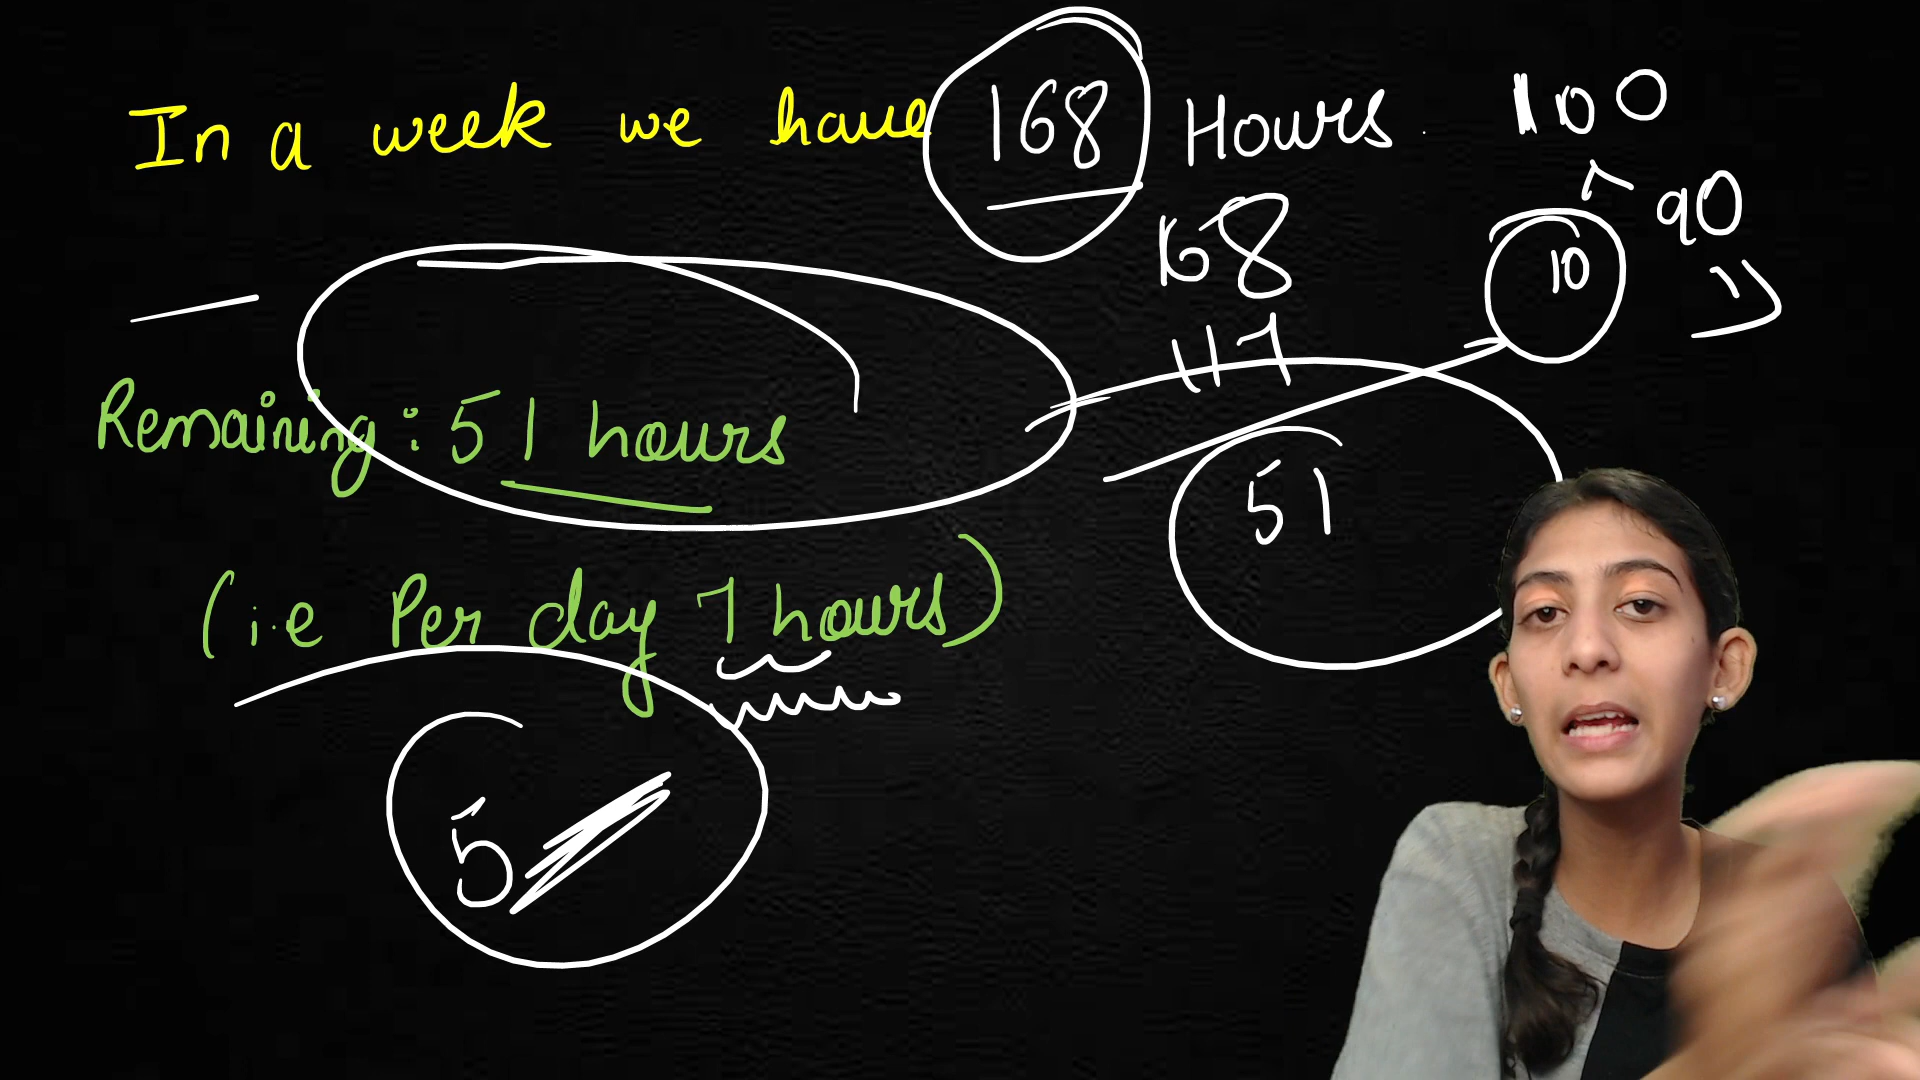 In a week we have 168 Hours.
100
10 90
168
117
51
Remaining: 51 hours
(i.e Per day 7 hours)
5